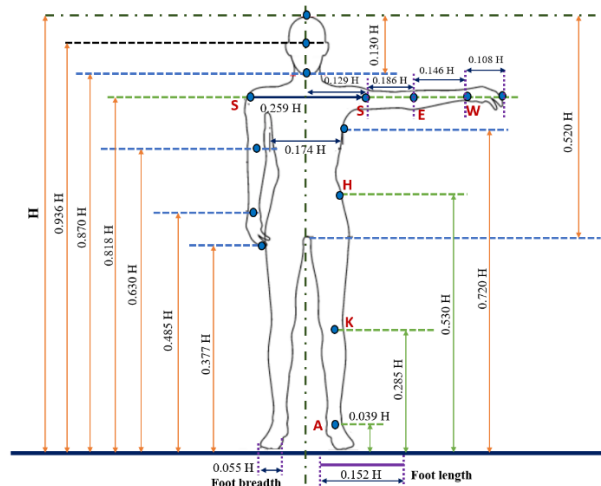 0.130 H
0.108 H
0.146 H
0.129 H
0.186 H
S
S
E
W
0.259 H
0.174 H
H
0.936 H
0.870 H
0.818 H
0.630 H
0.485 H
0.377 H
H
0.520 H
0.720 H
0.530 H
K
0.285 H
A
0.039 H
0.055 H
Foot breadth
0.152 H
Foot length